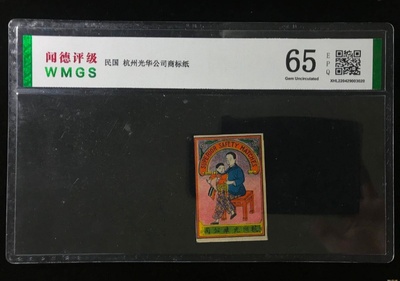 闻德评级
WMGS
民国 杭州光华公司商标纸
65
EPQ
Gem Uncirculated
SUPERIOR SAFETY MATCHES